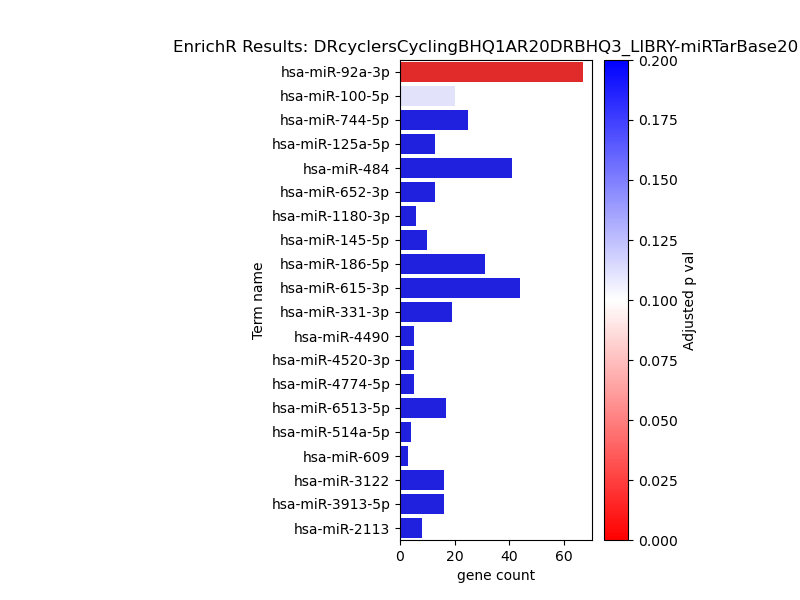 EnrichR Results: DRcyclersCyclingBHQ1AR20DRBHQ3_LIBRY-miRTarBase20
Term name
hsa-miR-92a-3p
hsa-miR-100-5p
hsa-miR-744-5p
hsa-miR-125a-5p
hsa-miR-484
hsa-miR-652-3p
hsa-miR-1180-3p
hsa-miR-145-5p
hsa-miR-186-5p
hsa-miR-615-3p
hsa-miR-331-3p
hsa-miR-4490
hsa-miR-4520-3p
hsa-miR-4774-5p
hsa-miR-6513-5p
hsa-miR-514a-5p
hsa-miR-609
hsa-miR-3122
hsa-miR-3913-5p
hsa-miR-2113
0 20 40 60
gene count
0.200
0.175
0.150
0.125
0.100
0.075
0.050
0.025
0.000
Adjusted p val